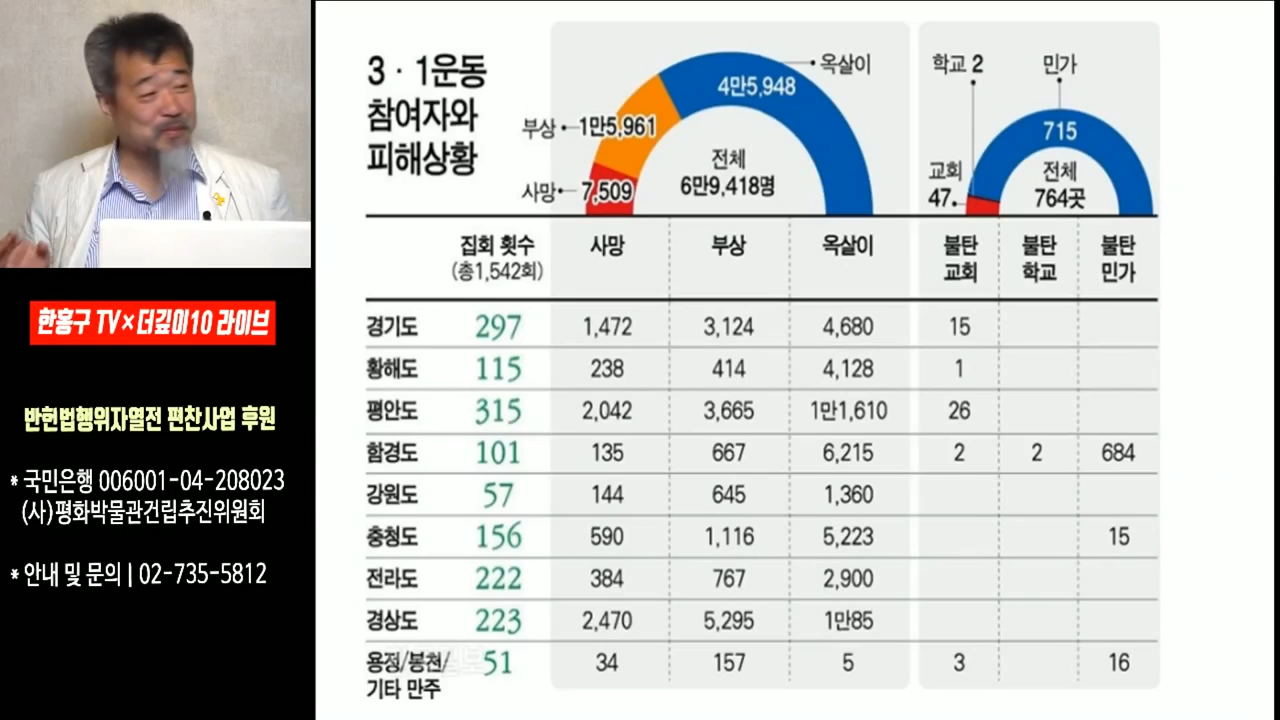 3 · 1운동
참여자와
피해상황
부상
1만5,961
사망
7,509
4만5,948
옥살이
전체
6만9,418명
학교 2
민가
교회
47
715
전체
764곳
집회 횟수
(총1,542회)
사망
부상
옥살이
불탄
교회
불탄
학교
불탄
민가
경기도 297 1,472 3,124 4,680 15
황해도 115 238 414 4,128 1
평안도 315 2,042 3,665 1만1,610 26
함경도 101 135 667 6,215 2 2 684
강원도 57 144 645 1,360
충청도 156 590 1,116 5,223 15
전라도 222 384 767 2,900
경상도 223 2,470 5,295 1만85
용정/봉천/ 51 34 157 5 3 16
기타 만주
한홍구 TV×더깊이10 라이브
반헌법행위자열전 편찬사업 후원
* 국민은행 006001-04-208023
(사)평화박물관건립추진위원회
* 안내 및 문의 | 02-735-5812